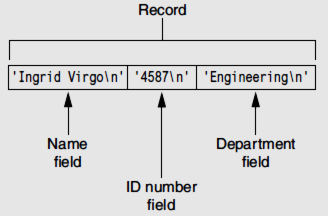 Record
'Ingrid Virgo\n' '4587\n' 'Engineering\n'
Name
field
ID number
field
Department
field